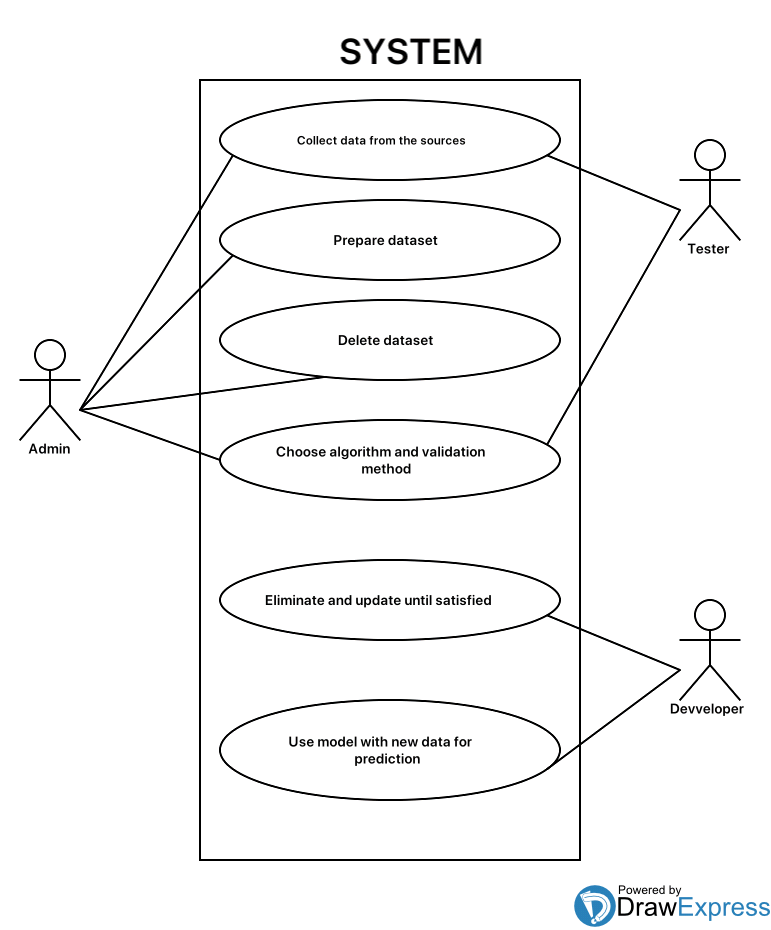 SYSTEM
Collect data from the sources
Prepare dataset
Tester
Delete dataset
Admin
Choose algorithm and validation
method
Eliminate and update until satisfied
Devveloper
Use model with new data for
prediction
Powered by
DrawExpress